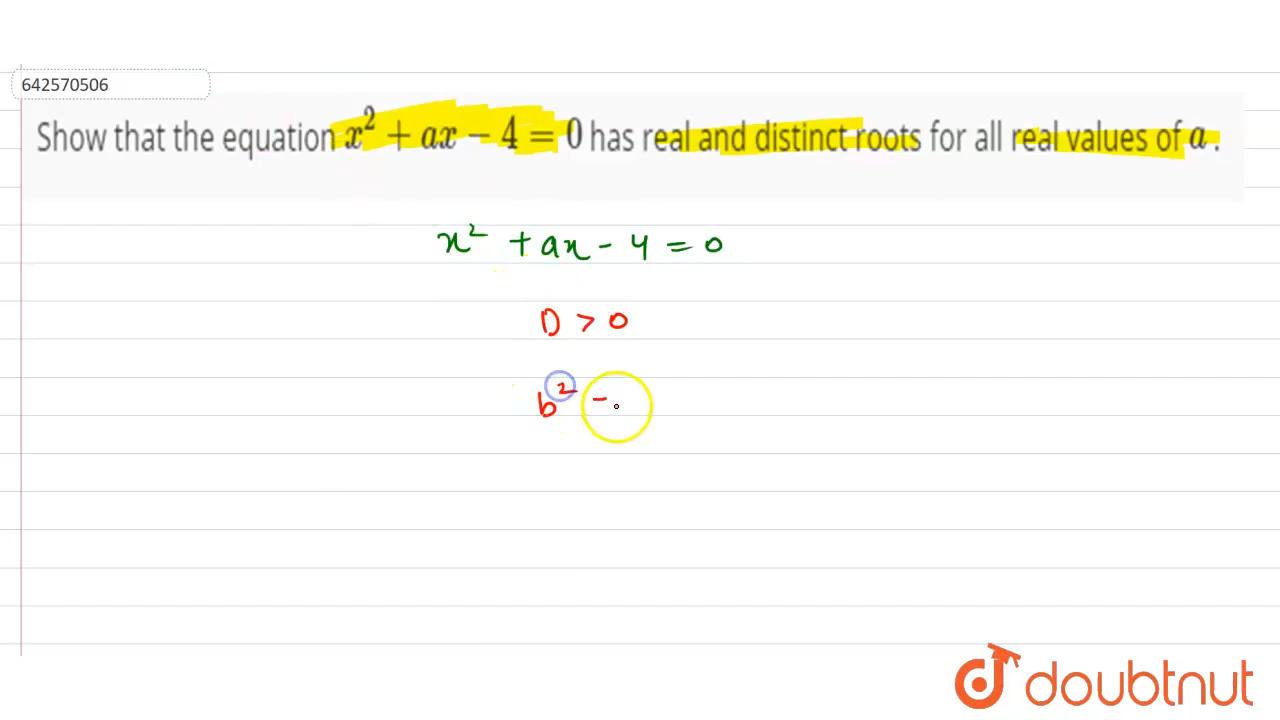 642570506
Show that the equation x² + ax − 4 = 0 has real and distinct roots for all real values of a .
x² + ax - 4 = 0
D > 0
b² -
doubtnut